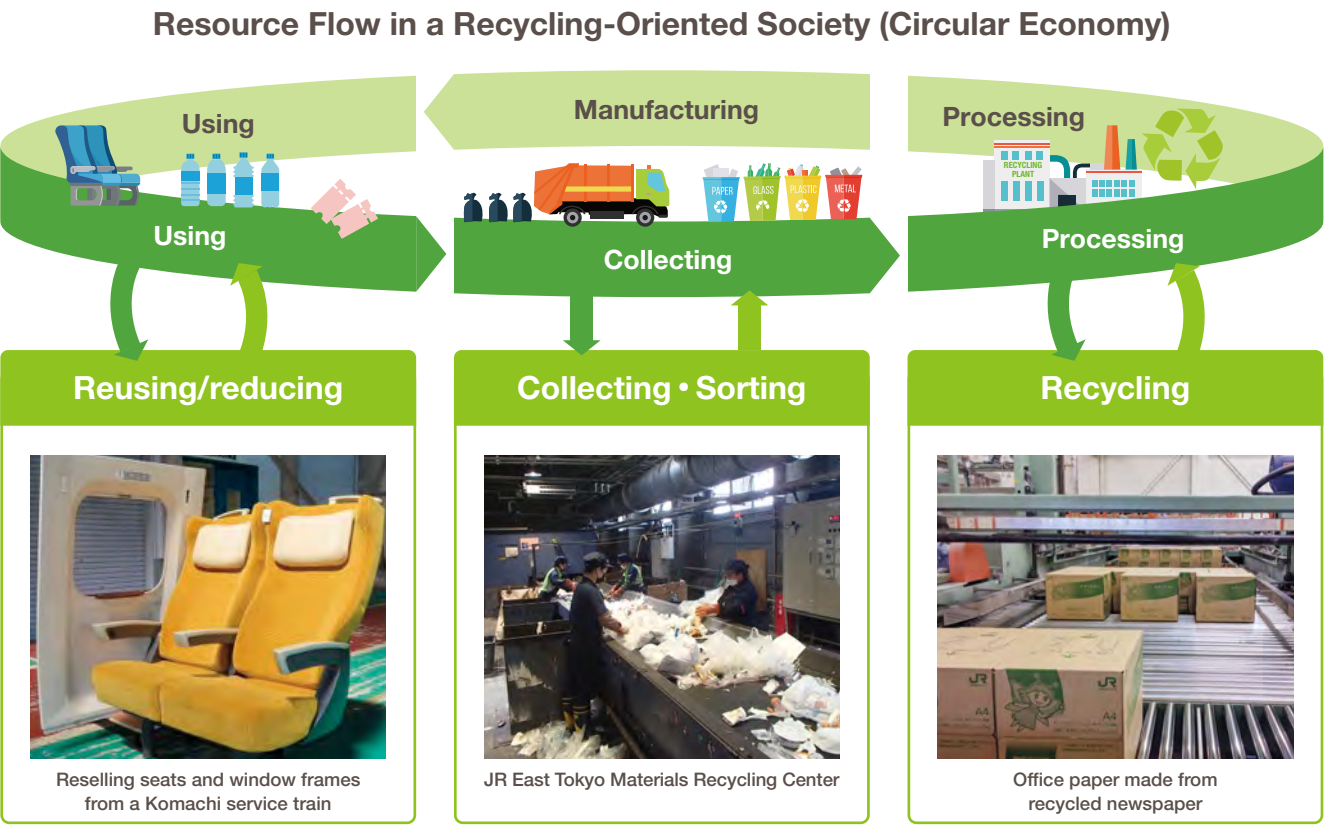 Resource Flow in a Recycling-Oriented Society (Circular Economy)
Using
Manufacturing
Processing
RECYCLING
PLANT
PAPER
GLASS
PLASTIC
METAL
Using
Collecting
Processing
Reusing/reducing
Collecting・Sorting
Recycling
JR
JR
A4
A4
Reselling seats and window frames
from a Komachi service train
JR East Tokyo Materials Recycling Center
Office paper made from
recycled newspaper